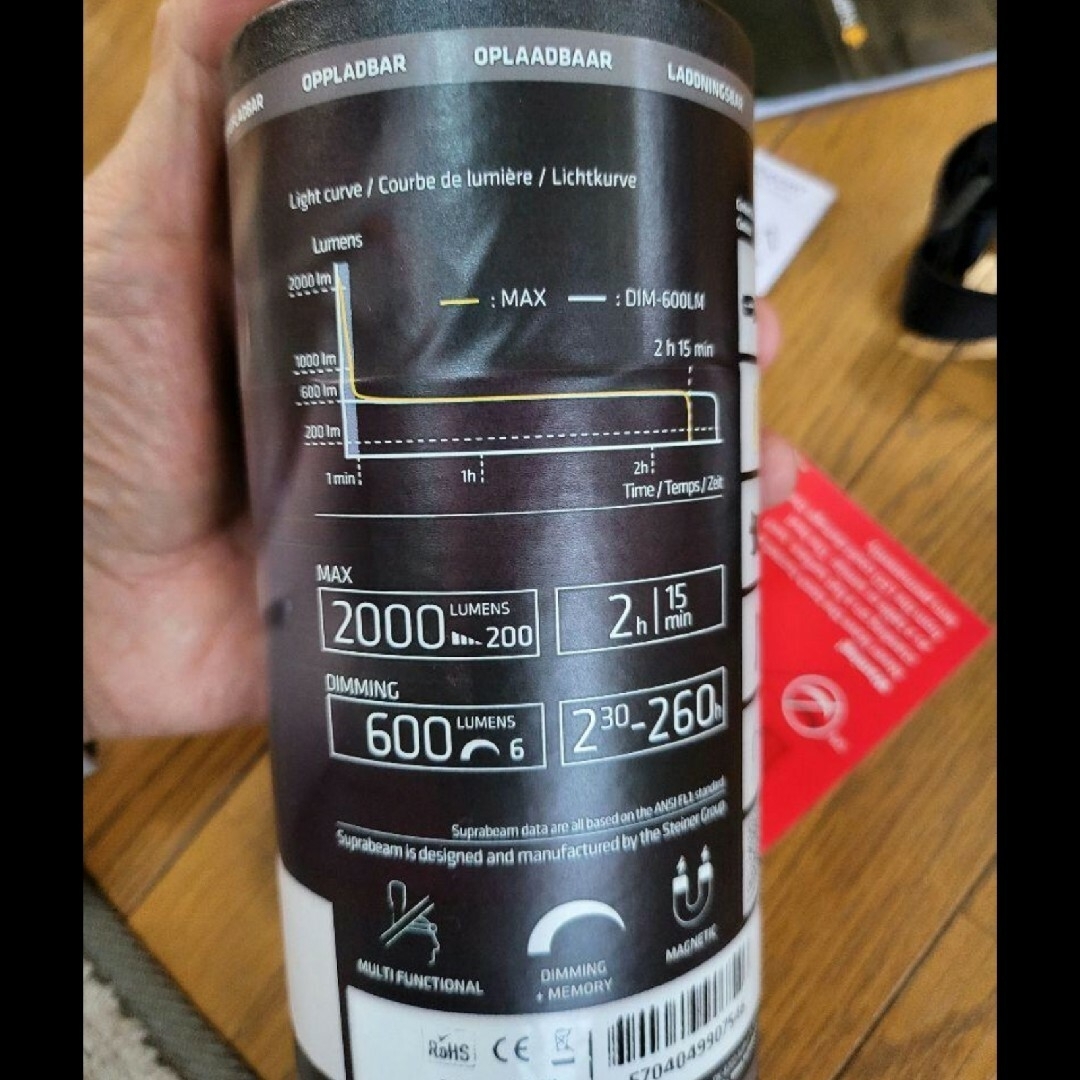 OPPLADBAR OPLAADBAAR
Light curve / Courbe de lumière / Lichtkurve
Lumens
2000 lm
: MAX : DIM-600LM
2 h 15 min
1000 lm
600 lm
200 lm
1 min 1h 2h
Time / Temps / Zeit
MAX
2000 LUMENS 200
2h 15 min
DIMMING
600 LUMENS 6
2³⁰-260h
Suprabeam data are all based on the ANSI FL1 standard
Suprabeam is designed and manufactured by the Steiner Group
MULTI FUNCTIONAL
DIMMING
+ MEMORY
MAGNETIC
RoHS CE